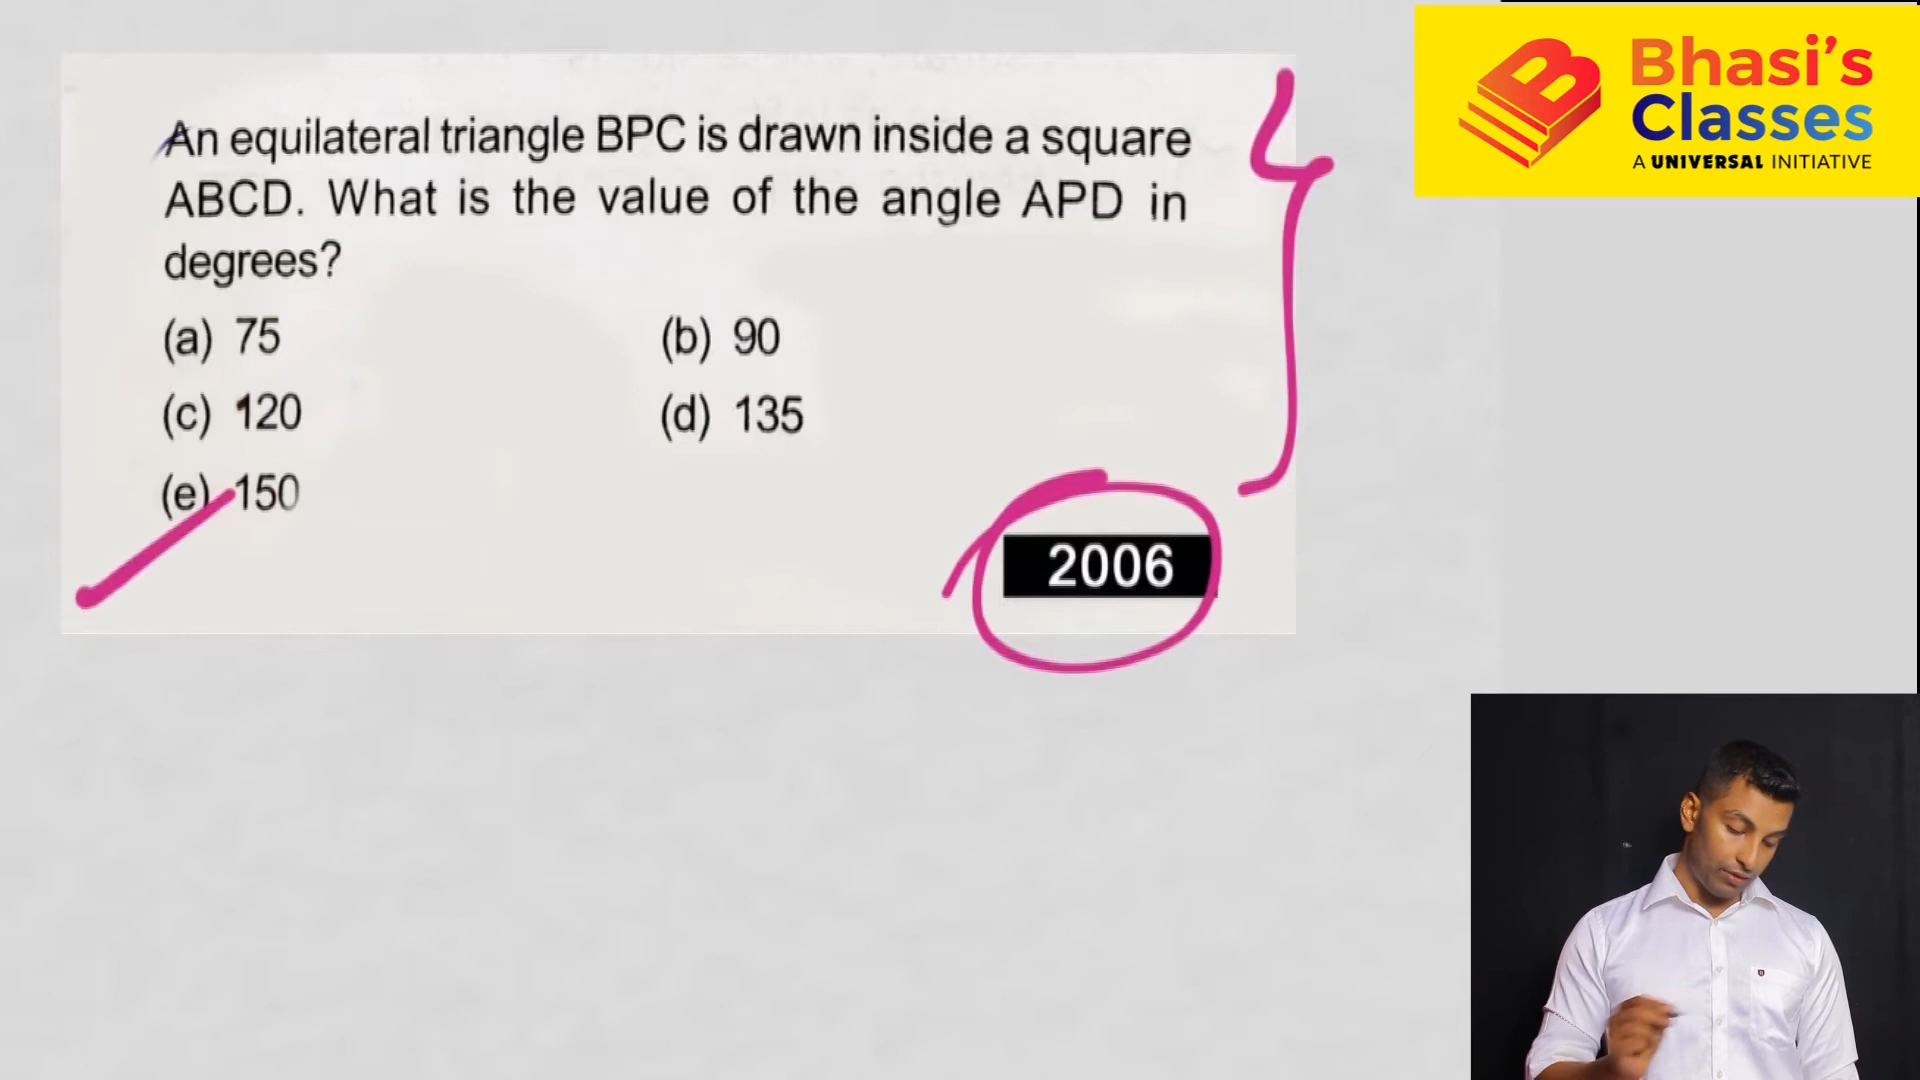 An equilateral triangle BPC is drawn inside a square
ABCD. What is the value of the angle APD in
degrees?
(a) 75 (b) 90
(c) 120 (d) 135
(e) 150
2006
Bhasi's
Classes
A UNIVERSAL INITIATIVE